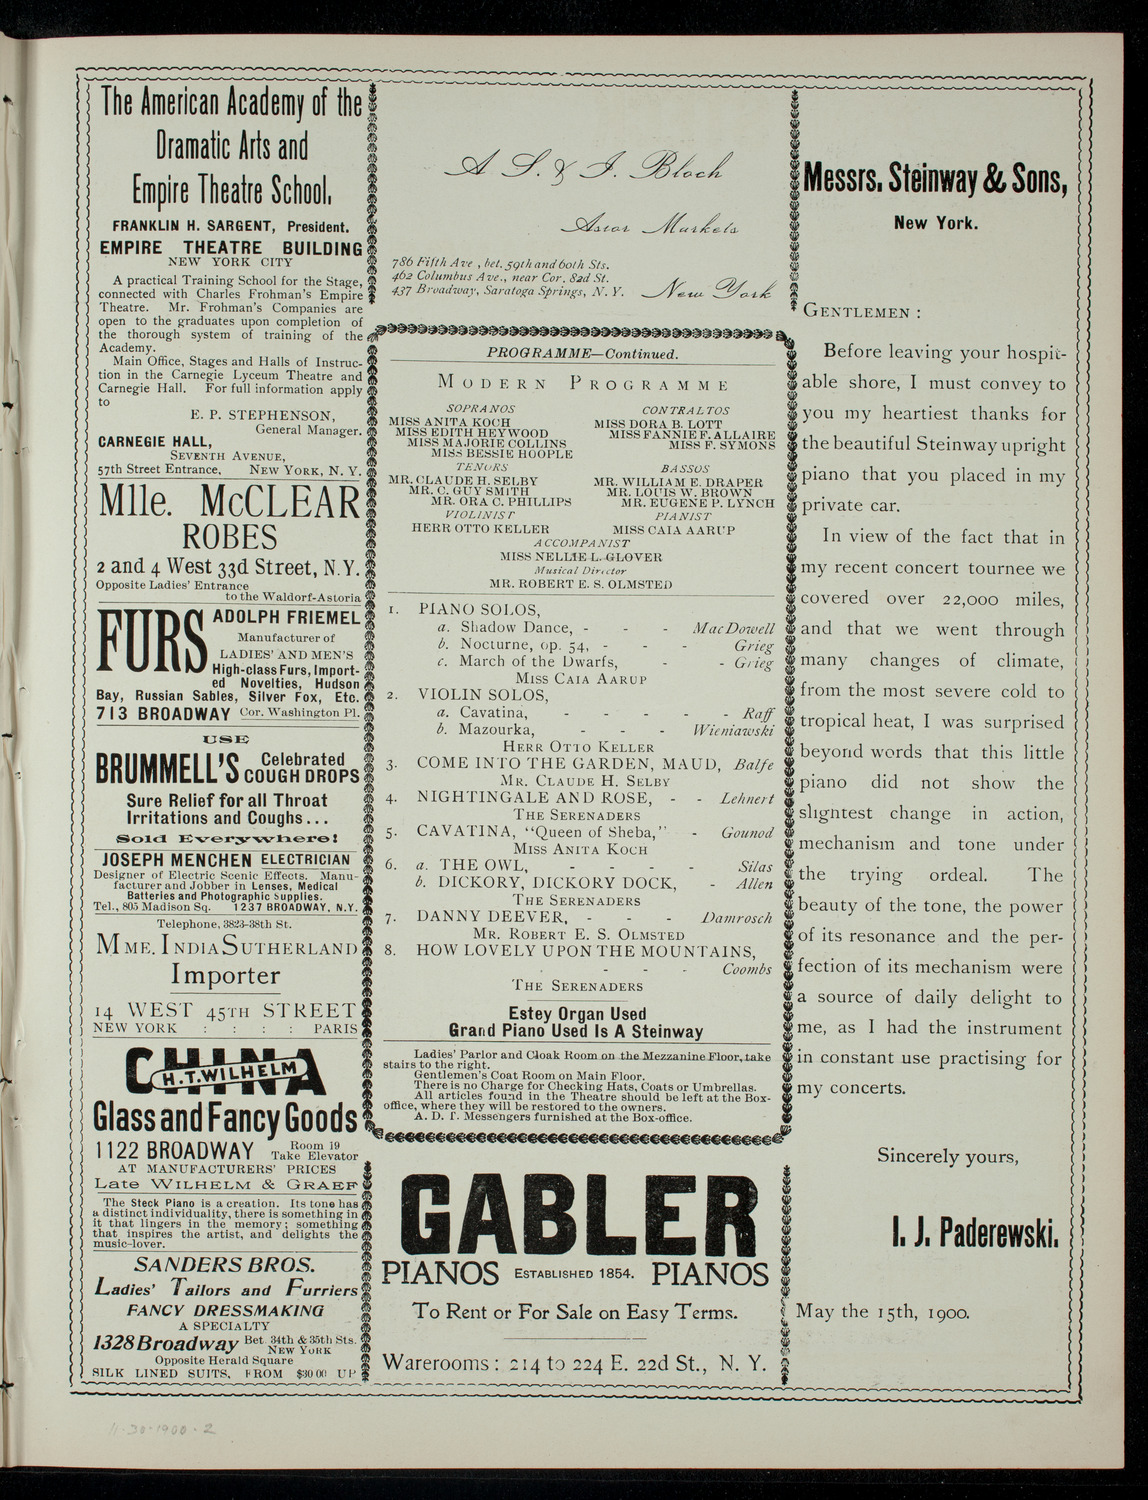 The American Academy of the
Dramatic Arts and
Empire Theatre School.
FRANKLIN H. SARGENT, President.
EMPIRE THEATRE BUILDING
NEW YORK CITY
A practical Training School for the Stage,
connected with Charles Frohman's Empire
Theatre. Mr. Frohman's Companies are
open to the graduates upon completion of
the thorough system of training of the
Academy.
Main Office, Stages and Halls of Instruc-
tion in the Carnegie Lyceum Theatre and
Carnegie Hall. For full information apply
to
E. P. STEPHENSON,
General Manager.
CARNEGIE HALL,
SEVENTH AVENUE,
57th Street Entrance, NEW YORK, N. Y.
Mlle. McCLEAR
ROBES
2 and 4 West 33d Street, N.Y.
Opposite Ladies' Entrance
to the Waldorf-Astoria
FURS
ADOLPH FRIEMEL
Manufacturer of
LADIES' AND MEN'S
High-class Furs, Import-
ed Novelties, Hudson
Bay, Russian Sables, Silver Fox, Etc.
713 BROADWAY Cor. Washington Pl.
USE
BRUMMELL'S Celebrated
COUGH DROPS
Sure Relief for all Throat
Irritations and Coughs...
Sold Everywhere!
JOSEPH MENCHEN ELECTRICIAN
Designer of Electric Scenic Effects. Manu-
facturer and Jobber in Lenses, Medical
Batteries and Photographic Supplies.
Tel., 805 Madison Sq. 1237 BROADWAY, N.Y.
Telephone, 3823-38th St.
MME. INDIA SUTHERLAND
Importer
14 WEST 45TH STREET
NEW YORK : : : : PARIS
CHINA
H.T. WILHELM
Glass and Fancy Goods
1122 BROADWAY Room 19
Take Elevator
AT MANUFACTURERS' PRICES
Late WILHELM & GRAEF
The Steck Piano is a creation. Its tone has
a distinct individuality, there is something in
it that lingers in the memory; something
that inspires the artist, and delights the
music-lover.
SANDERS BROS.
Ladies' Tailors and Furriers
FANCY DRESSMAKING
A SPECIALTY
1328 Broadway Bet 34th & 35th Sts.
NEW YORK
Opposite Herald Square
SILK LINED SUITS, FROM $30 00 UP
A S. & J. Bloch
Astor Markets
786 Fifth Ave, bet. 59th and 60th Sts.
462 Columbus Ave., near Cor. 82d St.
437 Broadway, Saratoga Springs, N. Y.
New York
PROGRAMME—Continued.
MODERN PROGRAMME
SOPRANOS
MISS ANITA KOCH
MISS EDITH HEYWOOD
MISS MAJORIE COLLINS
MISS BESSIE HOOPLE
CONTRALTOS
MISS DORA B. LOTT
MISS FANNIE F. ALLAIRE
MISS F. SYMONS
TENORS
MR. CLAUDE H. SELBY
MR. C. GUY SMITH
MR. ORA C. PHILLIPS
BASSOS
MR. WILLIAM E. DRAPER
MR. LOUIS W. BROWN
MR. EUGENE P. LYNCH
VIOLINIST
HERR OTTO KELLER
PIANIST
MISS CAIA AARUP
ACCOMPANIST
MISS NELLIE L. GLOVER
Musical Director
MR. ROBERT E. S. OLMSTED
1. PIANO SOLOS,
a. Shadow Dance, - - - MacDowell
b. Nocturne, op. 54, - - - Grieg
c. March of the Dwarfs, - - Grieg
MISS CAIA AARUP
2. VIOLIN SOLOS,
a. Cavatina, - - - - - Raff
b. Mazourka, - - - Wieniawski
HERR OTTO KELLER
3. COME INTO THE GARDEN, MAUD, Balfe
MR. CLAUDE H. SELBY
4. NIGHTINGALE AND ROSE, - - Lehnert
THE SERENADERS
5. CAVATINA, "Queen of Sheba," - Gounod
MISS ANITA KOCH
6. a. THE OWL, - - - - Silas
b. DICKORY, DICKORY DOCK, - Allen
THE SERENADERS
7. DANNY DEEVER, - - - Damrosch
MR. ROBERT E. S. OLMSTED
8. HOW LOVELY UPON THE MOUNTAINS,
- - - Coombs
THE SERENADERS
Estey Organ Used
Grand Piano Used Is A Steinway
Ladies' Parlor and Cloak Room on the Mezzanine Floor, take
stairs to the right.
Gentlemen's Coat Room on Main Floor.
There is no Charge for Checking Hats, Coats or Umbrellas.
All articles found in the Theatre should be left at the Box-
office, where they will be restored to the owners.
A. D. T. Messengers furnished at the Box-office.
GABLER
PIANOS ESTABLISHED 1854. PIANOS
To Rent or For Sale on Easy Terms.
Warerooms: 214 to 224 E. 22d St., N. Y.
Messrs. Steinway & Sons,
New York.
GENTLEMEN:
Before leaving your hospit-
able shore, I must convey to
you my heartiest thanks for
the beautiful Steinway upright
piano that you placed in my
private car.
In view of the fact that in
my recent concert tournee we
covered over 22,000 miles,
and that we went through
many changes of climate,
from the most severe cold to
tropical heat, I was surprised
beyond words that this little
piano did not show the
slightest change in action,
mechanism and tone under
the trying ordeal. The
beauty of the tone, the power
of its resonance and the per-
fection of its mechanism were
a source of daily delight to
me, as I had the instrument
in constant use practising for
my concerts.
Sincerely yours,
I. J. Paderewski.
May the 15th, 1900.
11-30-1900-2